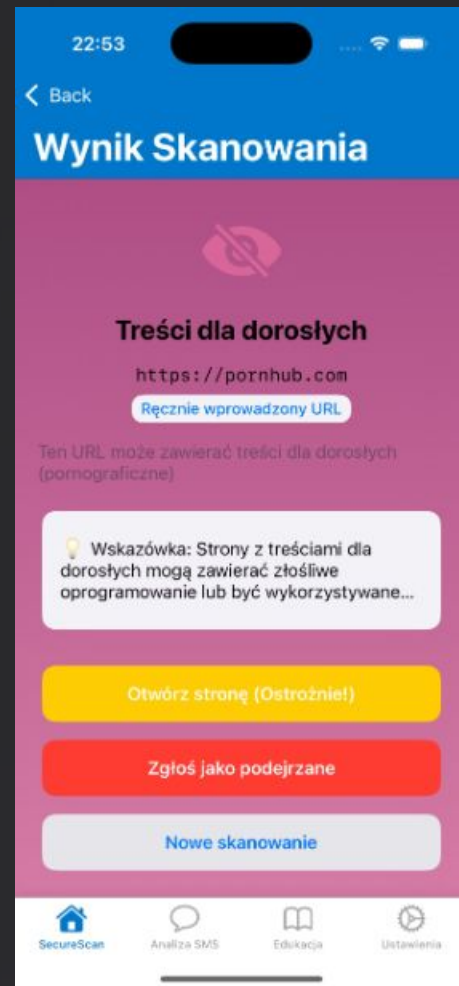 22:53
Back
Wynik Skanowania
Treści dla dorosłych
https://pornhub.com
Ręcznie wprowadzony URL
Ten URL może zawierać treści dla dorosłych
(pornograficzne)
Wskazówka: Strony z treściami dla
dorosłych mogą zawierać złośliwe
oprogramowanie lub być wykorzystywane...
Otwórz stronę (Ostrożnie!)
Zgłoś jako podejrzane
Nowe skanowanie
SecureScan
Analiza SMS
Edukacja
Ustawienia